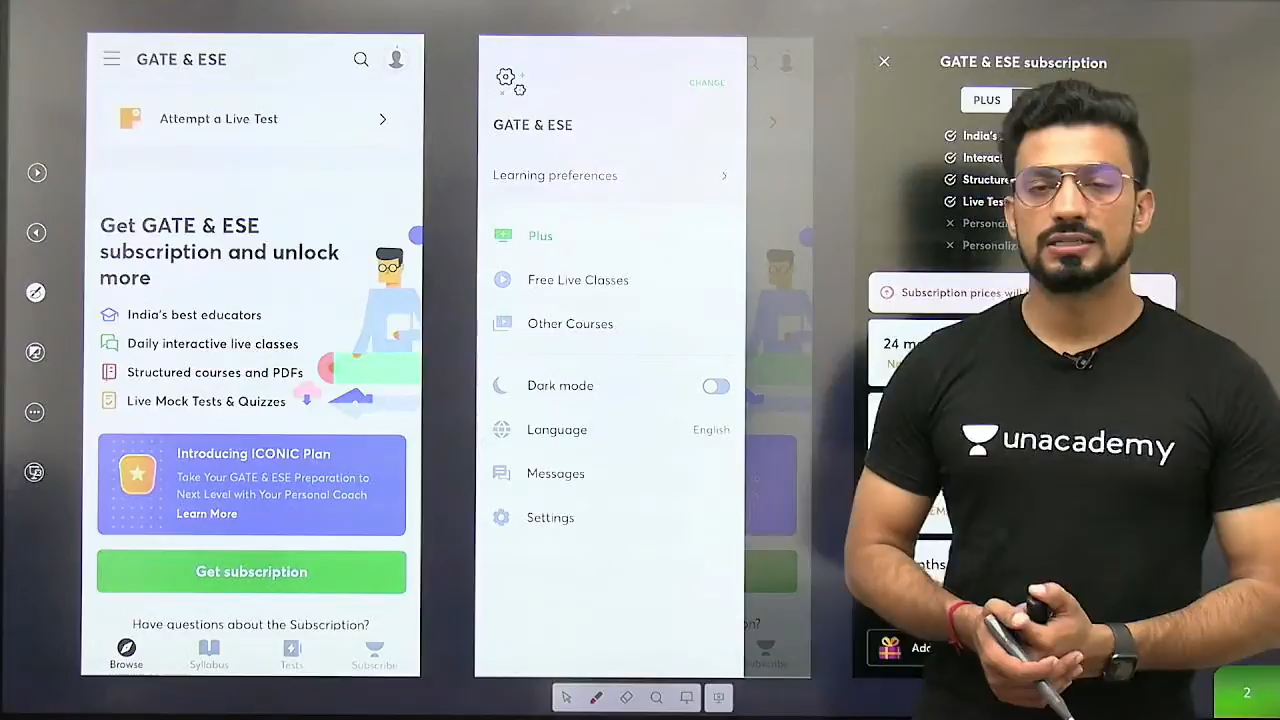 GATE & ESE
Attempt a Live Test
Get GATE & ESE
subscription and unlock
more
India's best educators
Daily interactive live classes
Structured courses and PDFs
Live Mock Tests & Quizzes
Introducing ICONIC Plan
Take Your GATE & ESE Preparation to
Next Level with Your Personal Coach
Learn More
Get subscription
Have questions about the Subscription?
Browse
Syllabus
Tests
Subscribe
CHANGE
GATE & ESE
Learning preferences
Plus
Free Live Classes
Other Courses
Dark mode
Language
English
Messages
Settings
GATE & ESE subscription
PLUS
India's
Structure
Live Tes
Subscription prices will
24 m
unacademy
2